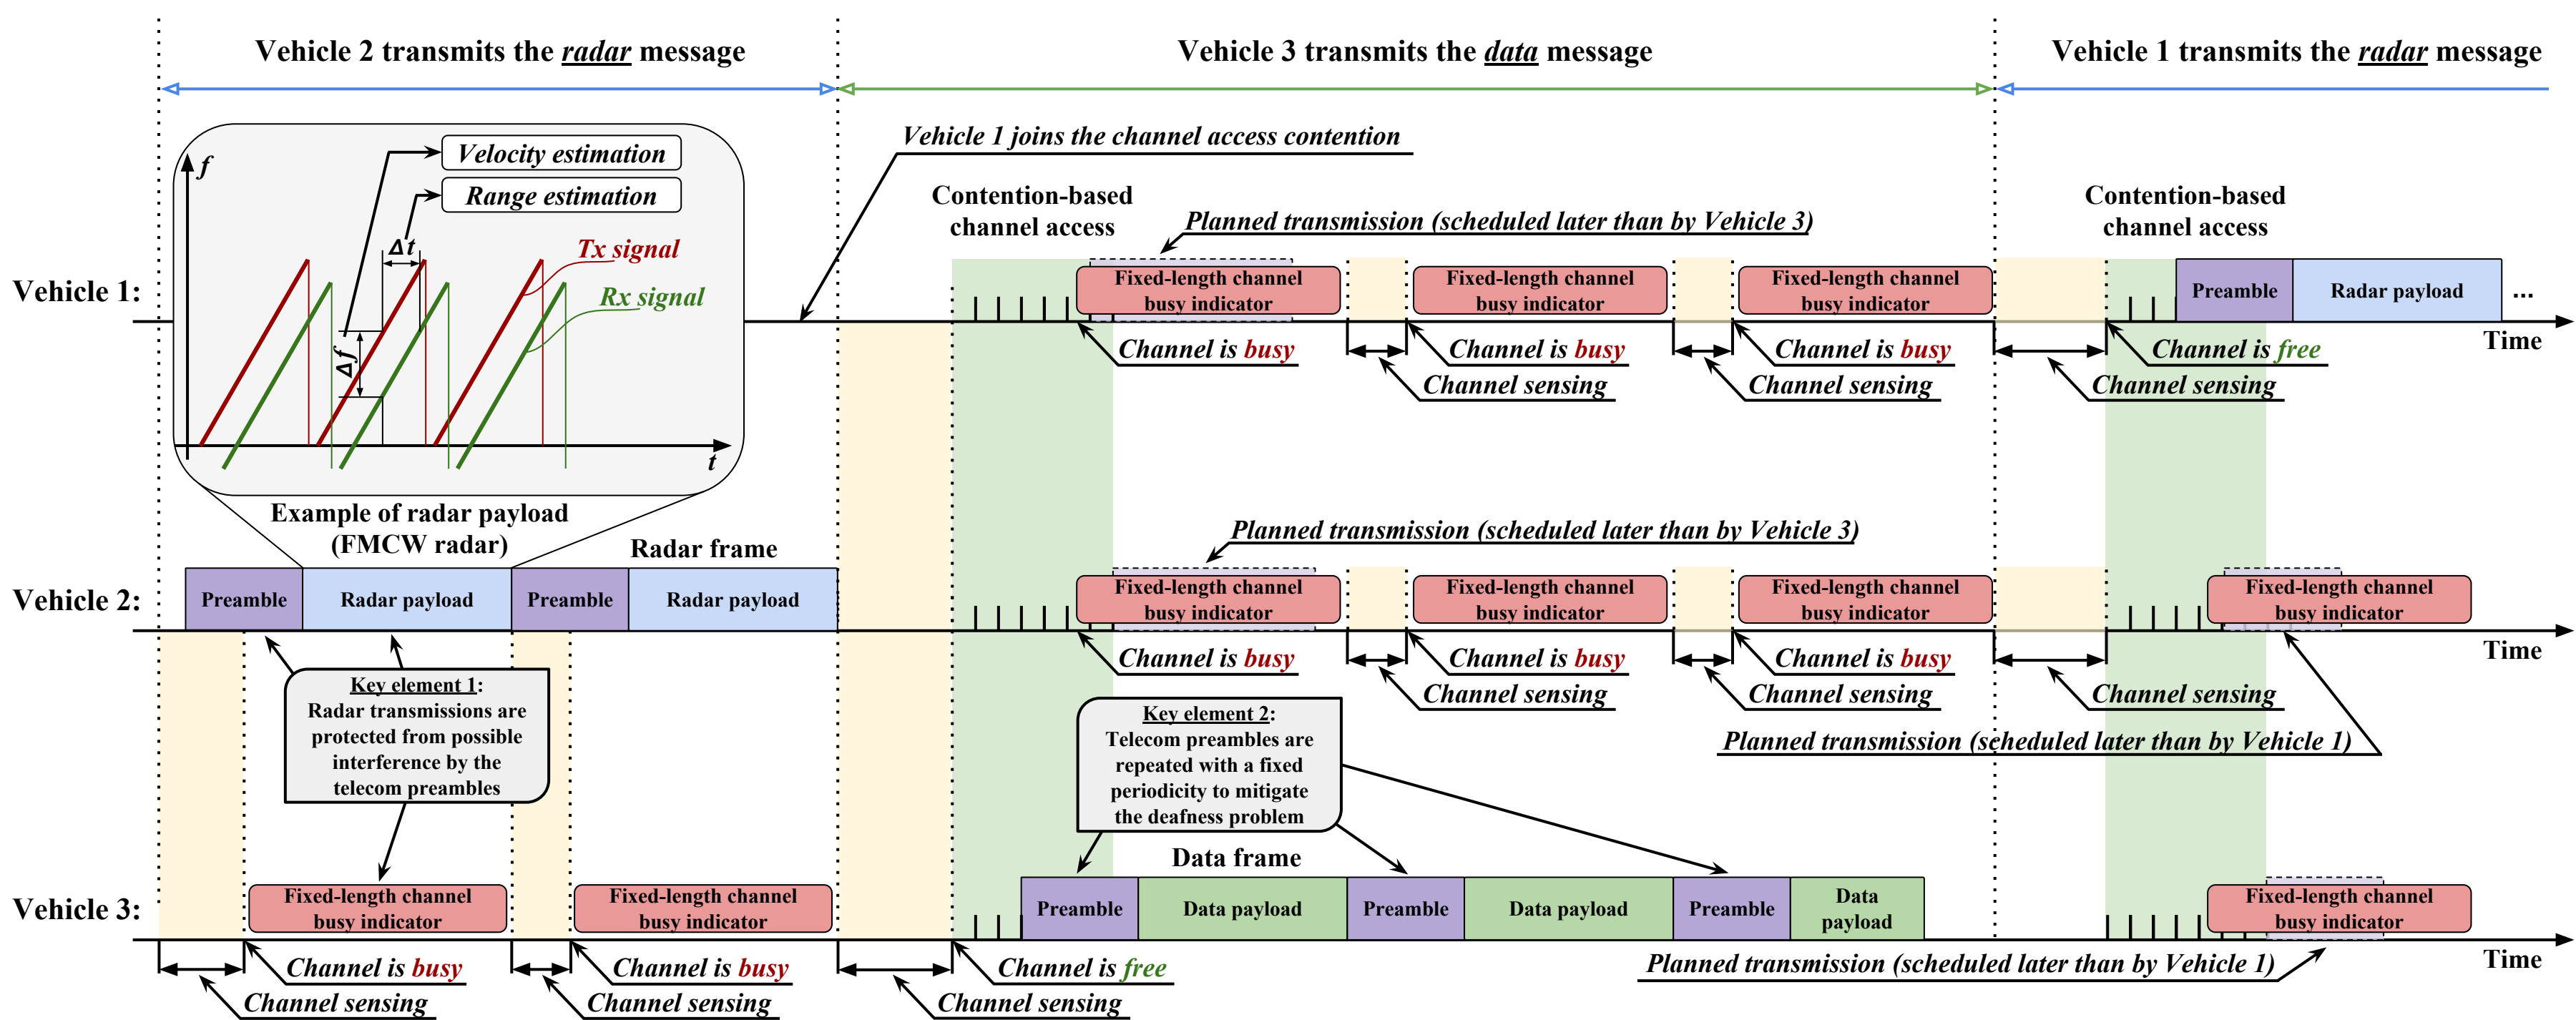 Vehicle 2 transmits the radar message
Vehicle 3 transmits the data message
Vehicle 1 transmits the radar message
Vehicle 1 joins the channel access contention
f
Velocity estimation
Range estimation
Δt
Tx signal
Rx signal
Δf
t
Example of radar payload
(FMCW radar)
Contention-based
channel access
Planned transmission (scheduled later than by Vehicle 3)
Contention-based
channel access
Vehicle 1:
Fixed-length channel
busy indicator
Fixed-length channel
busy indicator
Fixed-length channel
busy indicator
Preamble
Radar payload
...
Time
Channel is busy
Channel sensing
Channel is busy
Channel sensing
Channel is busy
Channel sensing
Channel is free
Planned transmission (scheduled later than by Vehicle 3)
Radar frame
Vehicle 2:
Preamble
Radar payload
Preamble
Radar payload
Fixed-length channel
busy indicator
Fixed-length channel
busy indicator
Fixed-length channel
busy indicator
Fixed-length channel
busy indicator
Time
Channel is busy
Channel sensing
Channel is busy
Channel sensing
Channel is busy
Channel sensing
Planned transmission (scheduled later than by Vehicle 1)
Key element 1:
Radar transmissions are
protected from possible
interference by the
telecom preambles
Key element 2:
Telecom preambles are
repeated with a fixed
periodicity to mitigate
the deafness problem
Data frame
Vehicle 3:
Fixed-length channel
busy indicator
Fixed-length channel
busy indicator
Preamble
Data payload
Preamble
Data payload
Preamble
Data
payload
Fixed-length channel
busy indicator
Time
Channel is busy
Channel sensing
Channel is busy
Channel sensing
Channel is free
Channel sensing
Planned transmission (scheduled later than by Vehicle 1)